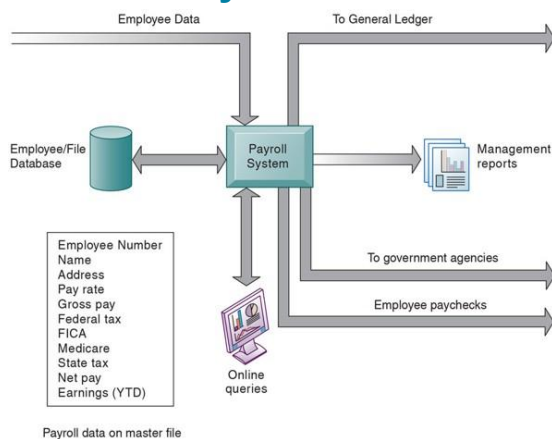 Employee Data
To General Ledger
Employee/File
Database
Payroll
System
Management
reports
Employee Number
Name
Address
Pay rate
Gross pay
Federal tax
FICA
Medicare
State tax
Net pay
Earnings (YTD)
To government agencies
Employee paychecks
Online
queries
Payroll data on master file